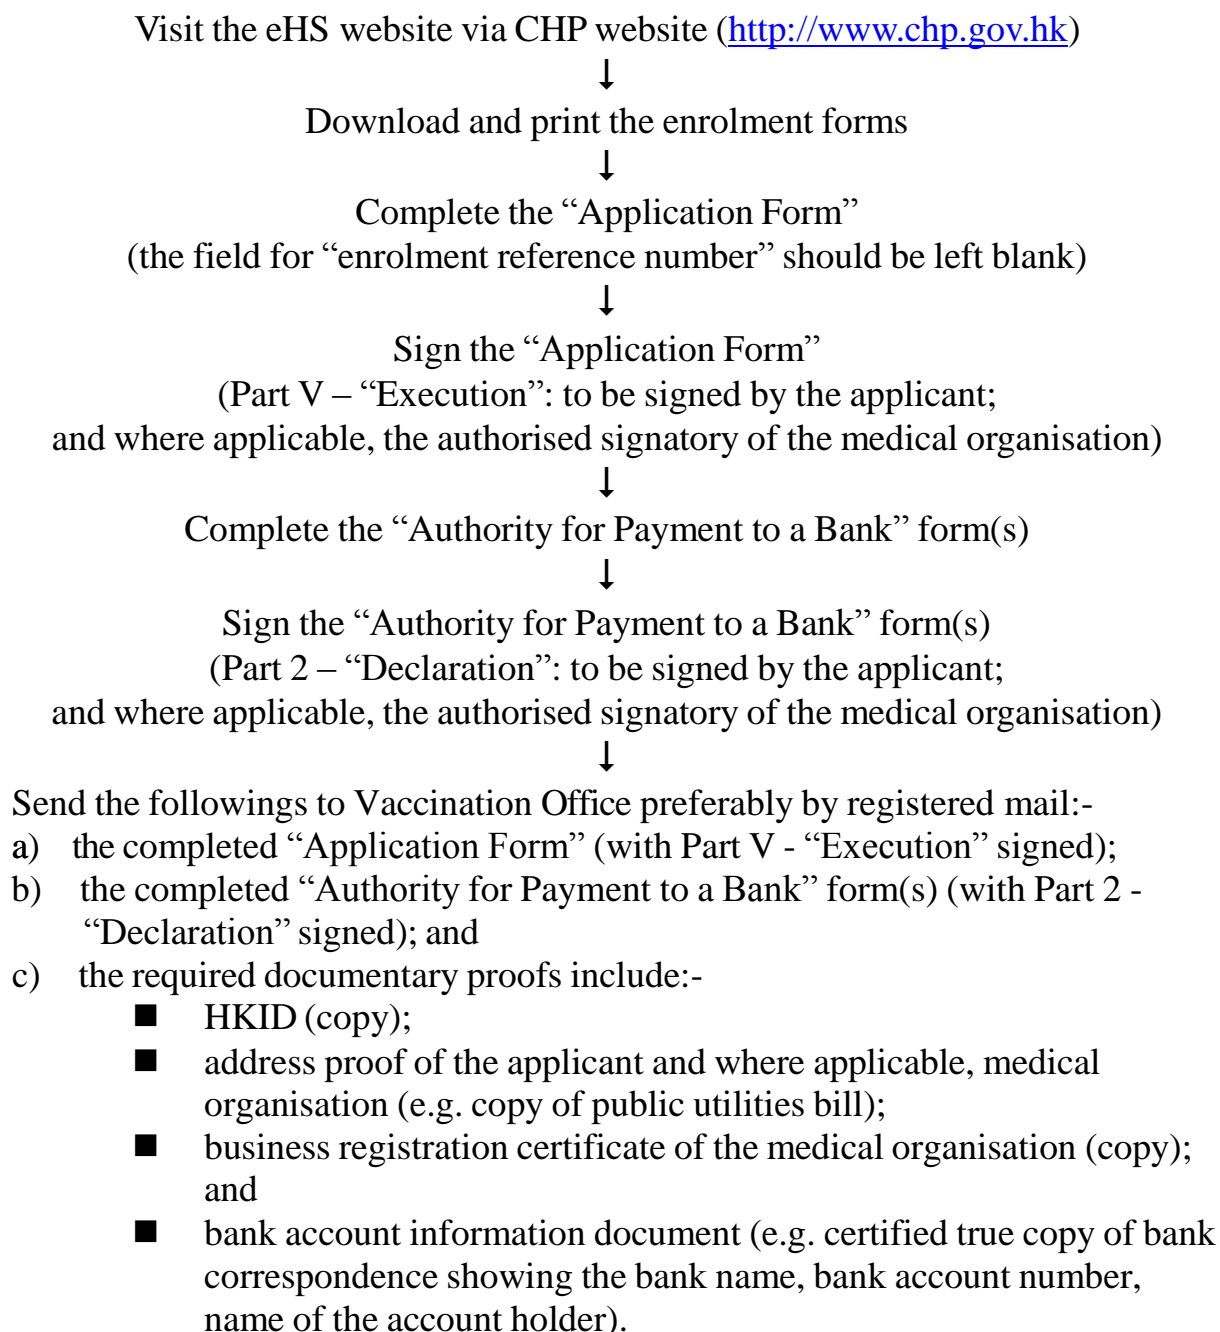 Visit the eHS website via CHP website (http://www.chp.gov.hk)
↓
Download and print the enrolment forms
↓
Complete the “Application Form”
(the field for “enrolment reference number” should be left blank)
↓
Sign the “Application Form”
(Part V – “Execution”: to be signed by the applicant;
and where applicable, the authorised signatory of the medical organisation)
↓
Complete the “Authority for Payment to a Bank” form(s)
↓
Sign the “Authority for Payment to a Bank” form(s)
(Part 2 – “Declaration”: to be signed by the applicant;
and where applicable, the authorised signatory of the medical organisation)
↓
Send the followings to Vaccination Office preferably by registered mail:-
a) the completed “Application Form” (with Part V - “Execution” signed);
b) the completed “Authority for Payment to a Bank” form(s) (with Part 2 -
“Declaration” signed); and
c) the required documentary proofs include:-
■ HKID (copy);
■ address proof of the applicant and where applicable, medical
organisation (e.g. copy of public utilities bill);
■ business registration certificate of the medical organisation (copy);
and
■ bank account information document (e.g. certified true copy of bank
correspondence showing the bank name, bank account number,
name of the account holder).